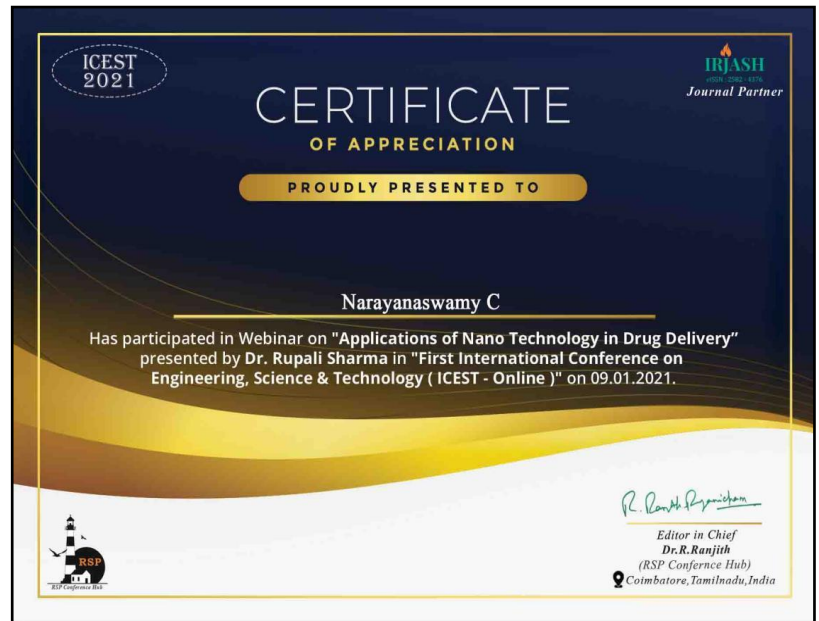 ICEST
2021
IRJASH
eISSN : 2582 - 4376
Journal Partner
CERTIFICATE
OF APPRECIATION
PROUDLY PRESENTED TO
Narayanaswamy C
Has participated in Webinar on "Applications of Nano Technology in Drug Delivery”
presented by Dr. Rupali Sharma in "First International Conference on
Engineering, Science & Technology ( ICEST - Online )" on 09.01.2021.
RSP
RSP Conference Hub
Editor in Chief
Dr.R.Ranjith
(RSP Confernce Hub)
Coimbatore,Tamilnadu,India